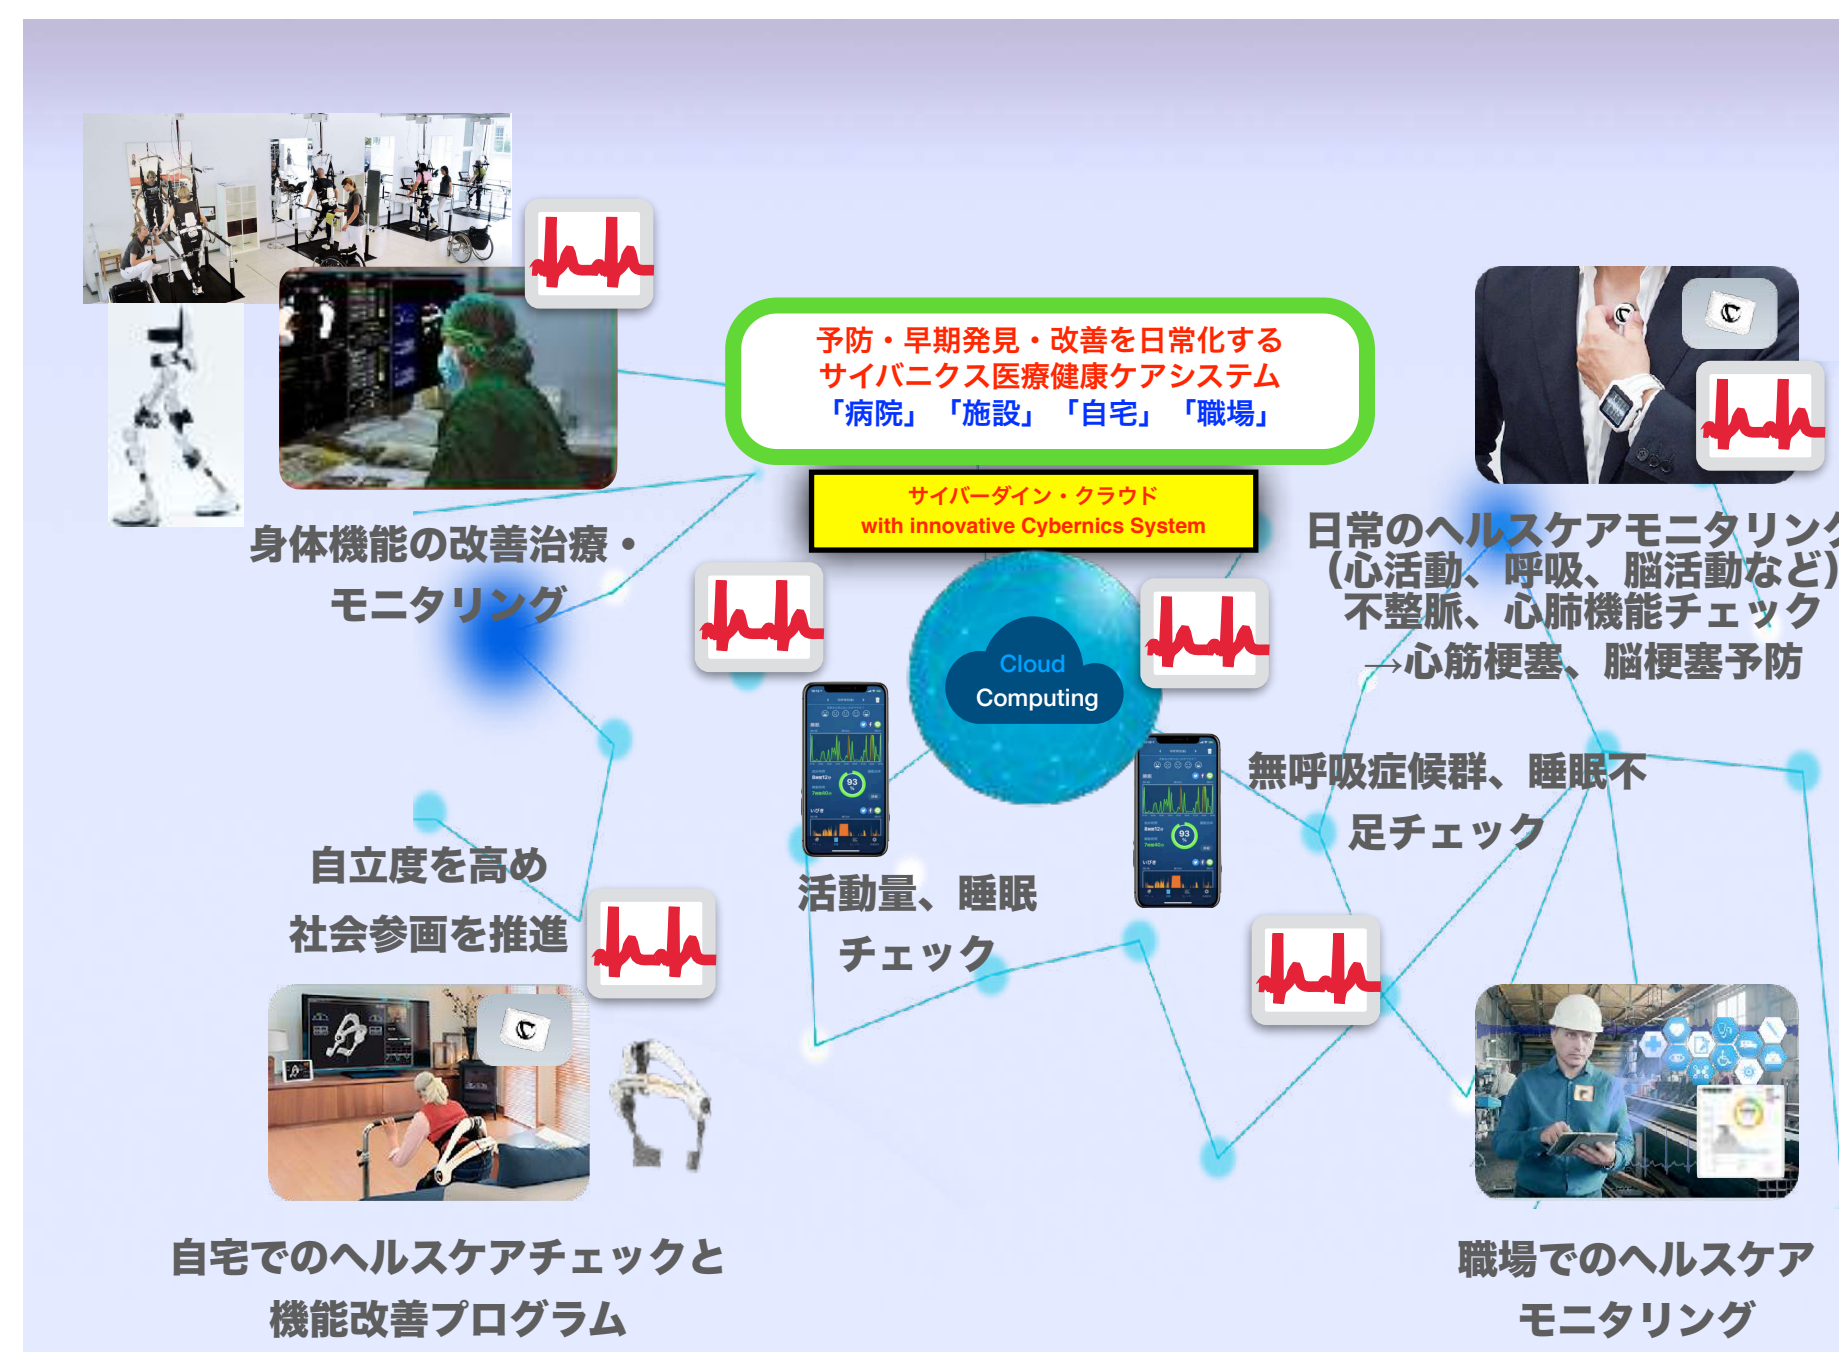 予防・早期発見・改善を日常化する
サイバニクス医療健康ケアシステム
「病院」「施設」「自宅」「職場」
サイバーダイン・クラウド
with innovative Cybernics System
身体機能の改善治療・
モニタリング
日常のヘルスケアモニタリング
（心活動、呼吸、脳活動など）
不整脈、心肺機能チェック
→心筋梗塞、脳梗塞予防
Cloud
Computing
無呼吸症候群、睡眠不
足チェック
自立度を高め
社会参画を推進
活動量、睡眠
チェック
93
%
いびき
93
%
いびき
自宅でのヘルスケアチェックと
機能改善プログラム
職場でのヘルスケア
モニタリング